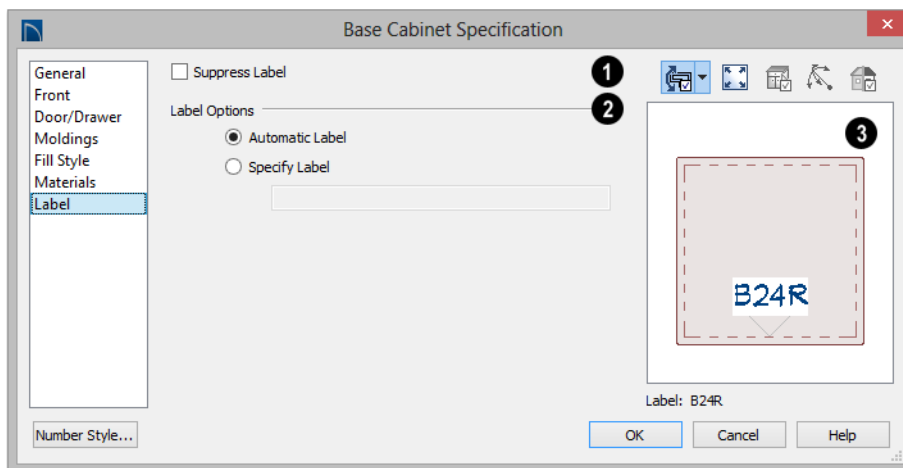 Base Cabinet Specification
General
Front
Door/Drawer
Moldings
Fill Style
Materials
Label
Suppress Label
1
Label Options
2
Automatic Label
Specify Label
3
B24R
Label: B24R
Number Style...
OK
Cancel
Help